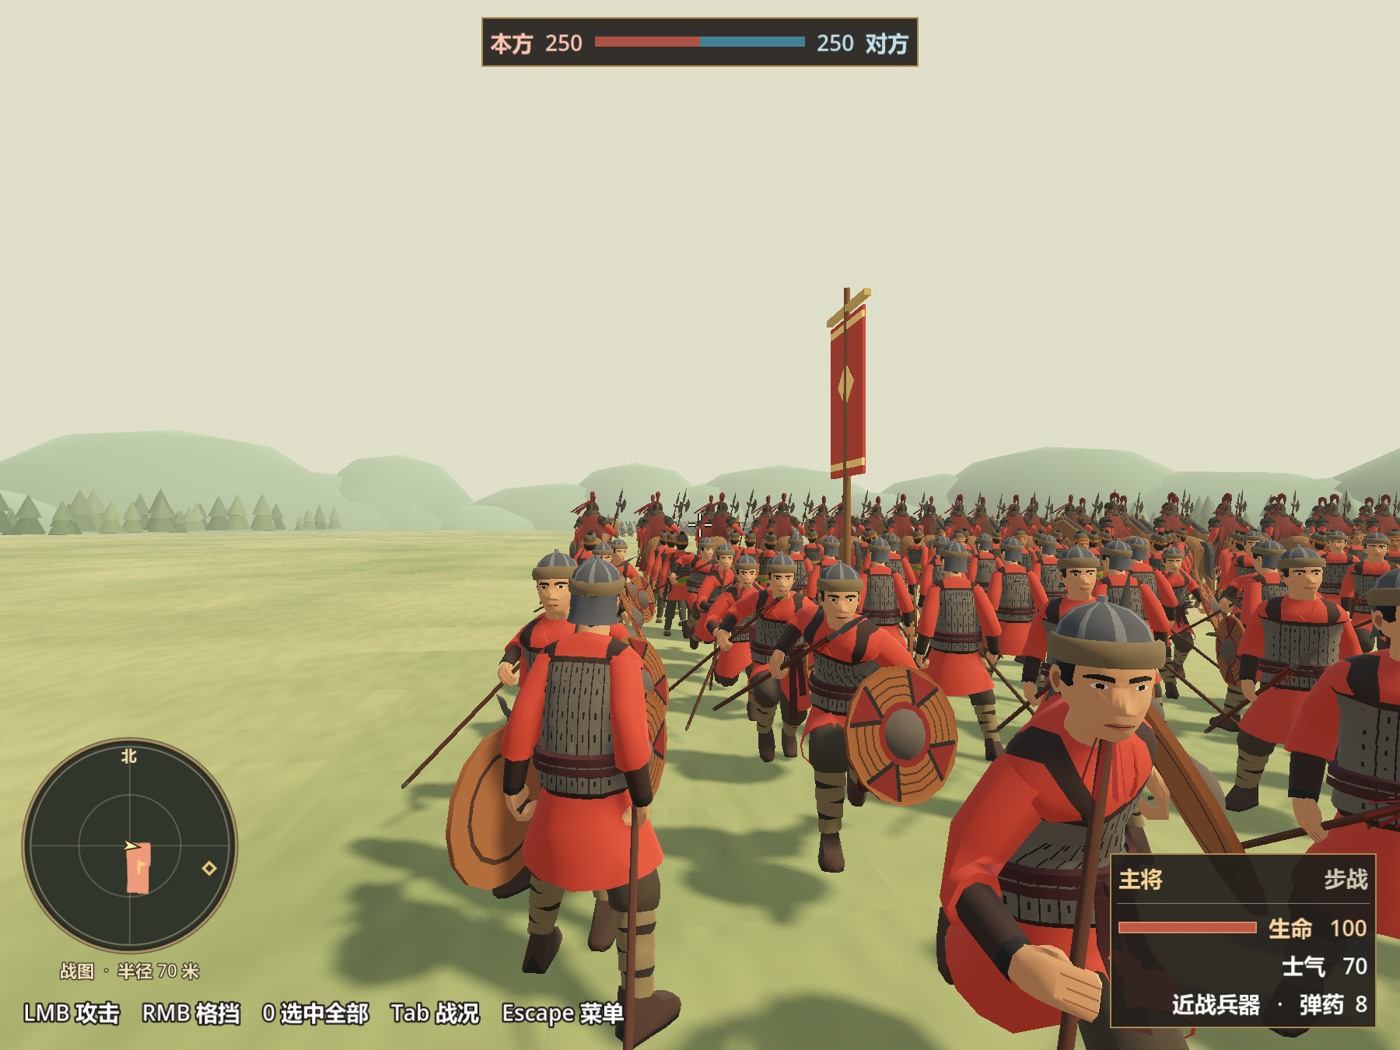 本方 250 250 对方
北
战图 · 半径 70 米
LMB 攻击 RMB 格挡 0 选中全部 Tab 战况 Escape 菜单
主将 步战
生命 100
士气 70
近战兵器 · 弹药 8